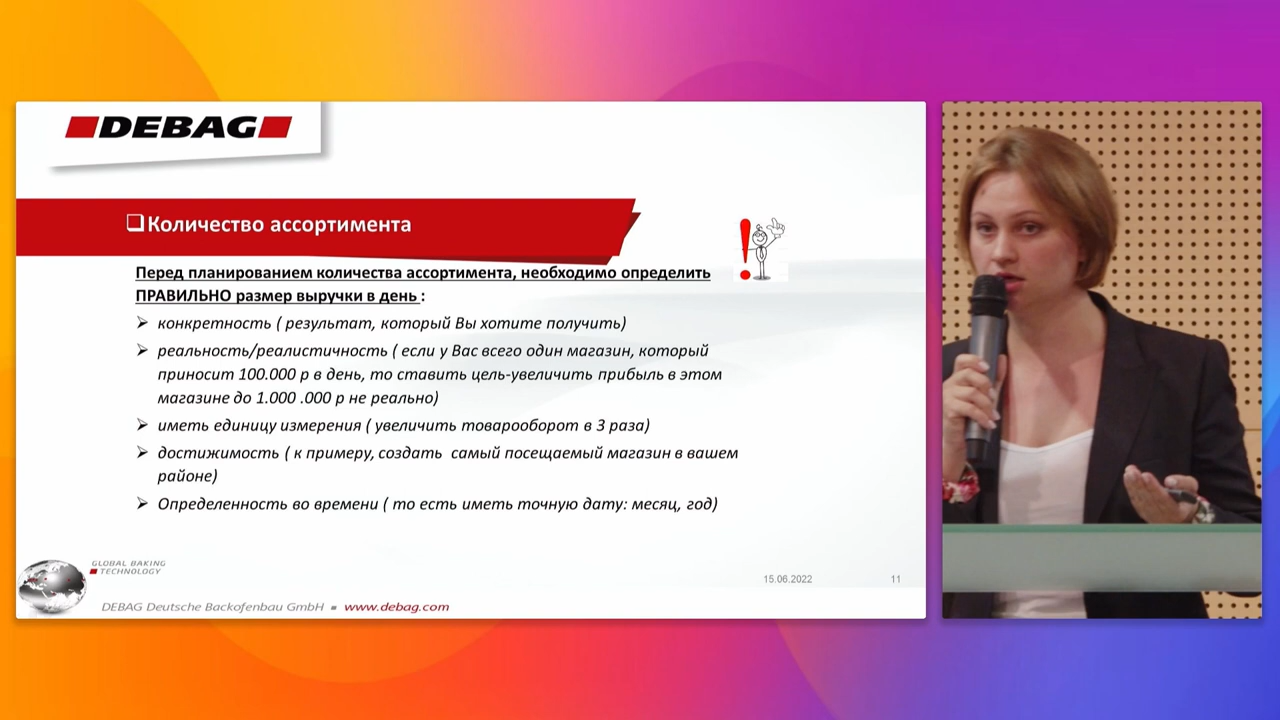 DEBAG
Количество ассортимента
Перед планированием количества ассортимента, необходимо определить
ПРАВИЛЬНО размер выручки в день :
конкретность ( результат, который Вы хотите получить)
реальность/реалистичность ( если у Вас всего один магазин, который
приносит 100.000 р в день, то ставить цель-увеличить прибыль в этом
магазине до 1.000 .000 р не реально)
иметь единицу измерения ( увеличить товарооборот в 3 раза)
достижимость ( к примеру, создать  самый посещаемый магазин в вашем
районе)
Определенность во времени ( то есть иметь точную дату: месяц, год)
GLOBAL BAKING
TECHNOLOGY
15.06.2022 11
DEBAG Deutsche Backofenbau GmbH ▪ www.debag.com